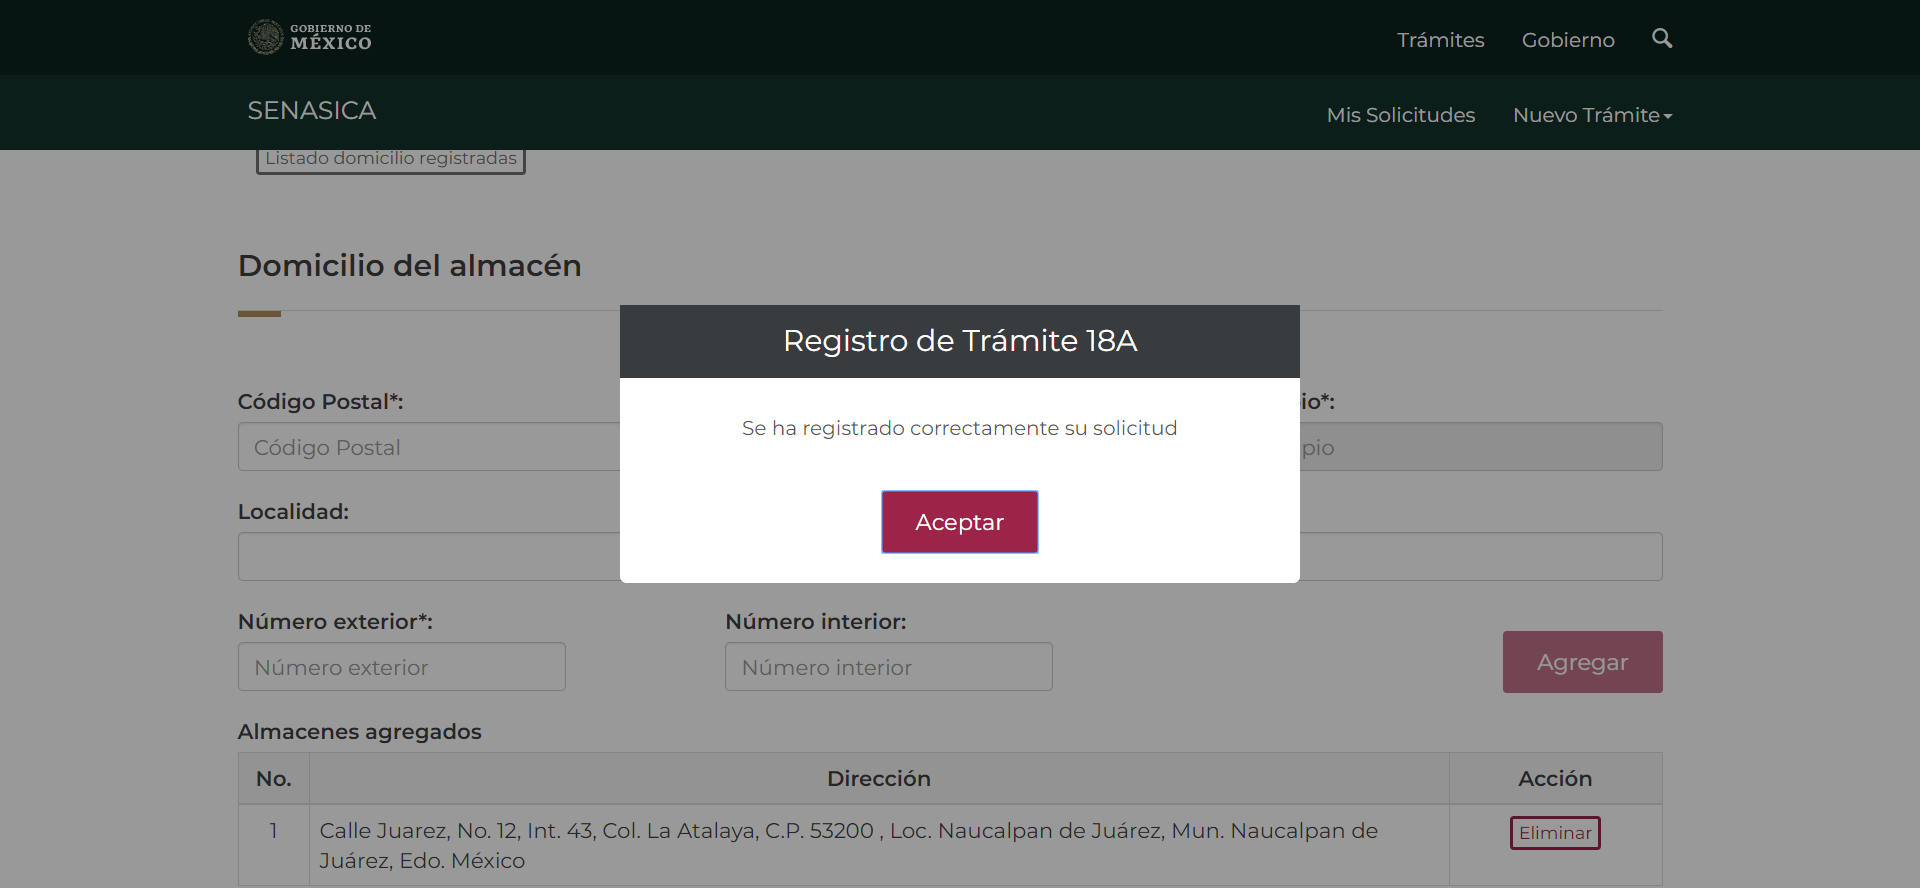 GOBIERNO DE
MÉXICO
Trámites
Gobierno
SENASICA
Mis Solicitudes
Nuevo Trámite
Listado domicilio registradas
Domicilio del almacén
Registro de Trámite 18A
Se ha registrado correctamente su solicitud
Aceptar
Código Postal*:
io*:
Código Postal
pio
Localidad:
Número exterior*:
Número interior:
Número exterior
Número interior
Agregar
Almacenes agregados
No.
Dirección
Acción
1
Calle Juarez, No. 12, Int. 43, Col. La Atalaya, C.P. 53200 , Loc. Naucalpan de Juárez, Mun. Naucalpan de
Juárez, Edo. México
Eliminar